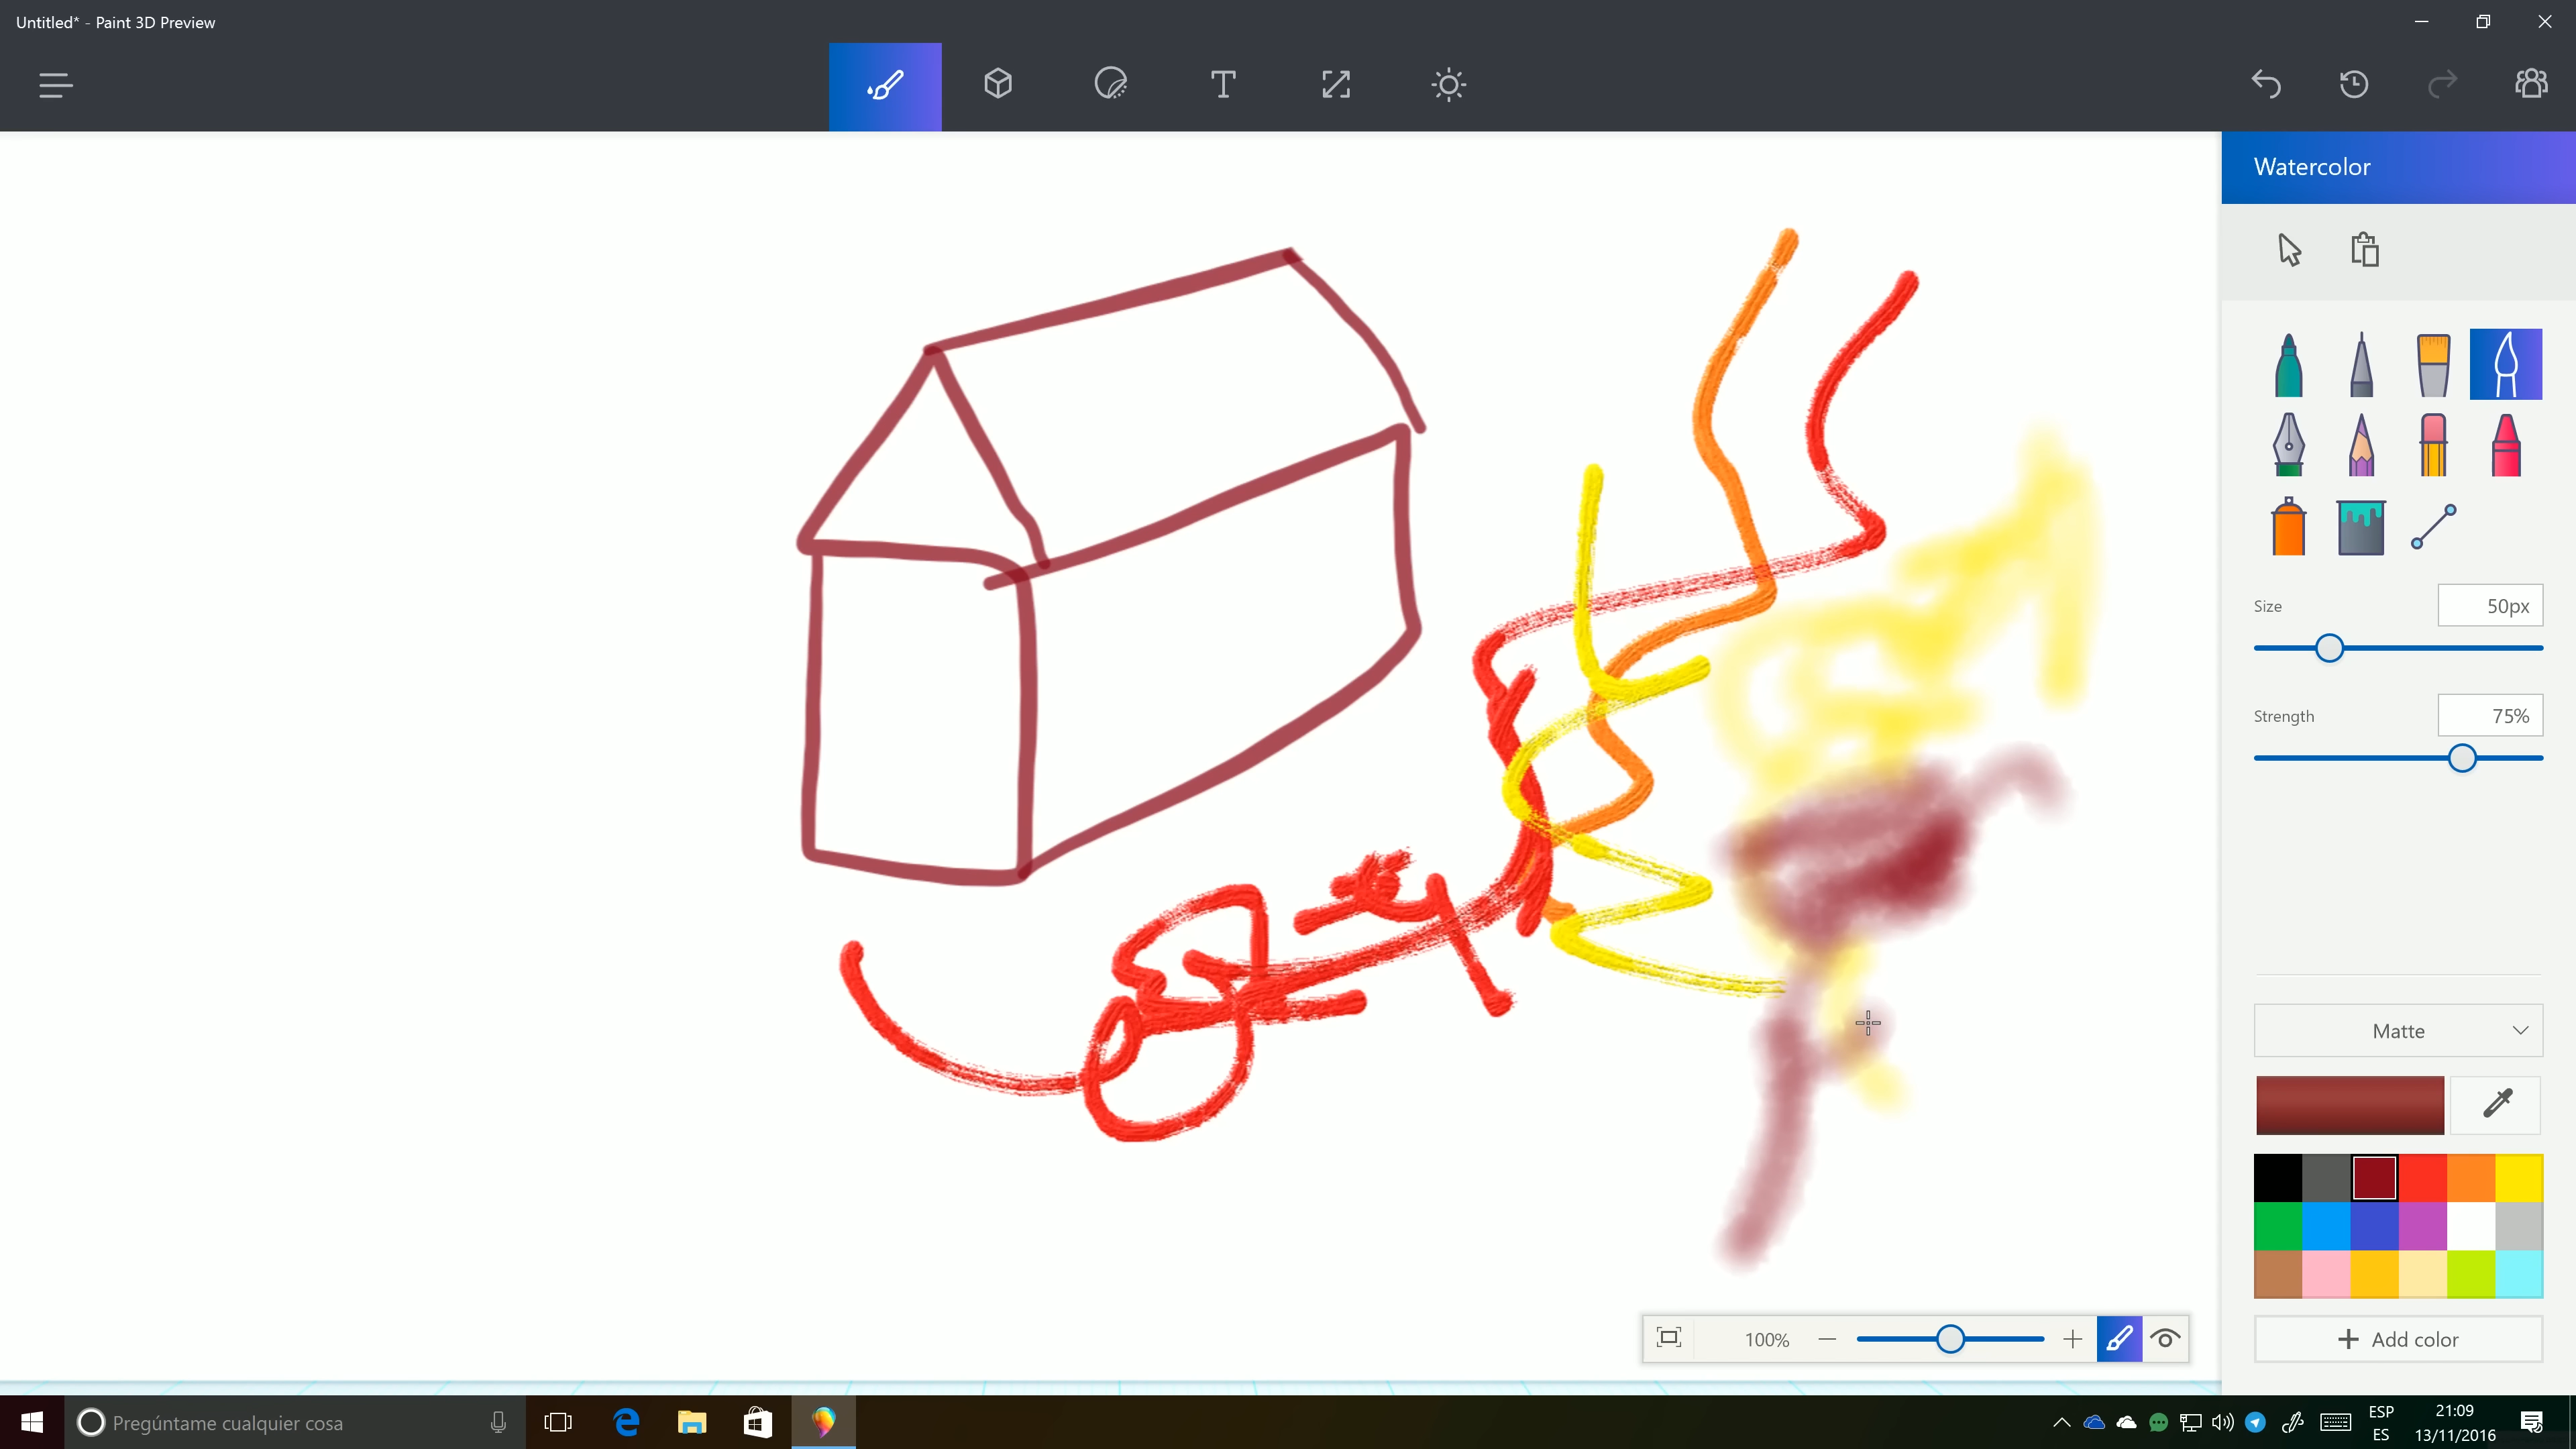 Untitled* - Paint 3D Preview
Watercolor
Size
50px
Strength
75%
Matte
100%
Add color
Pregúntame cualquier cosa
ESP
ES
21:09
13/11/2016